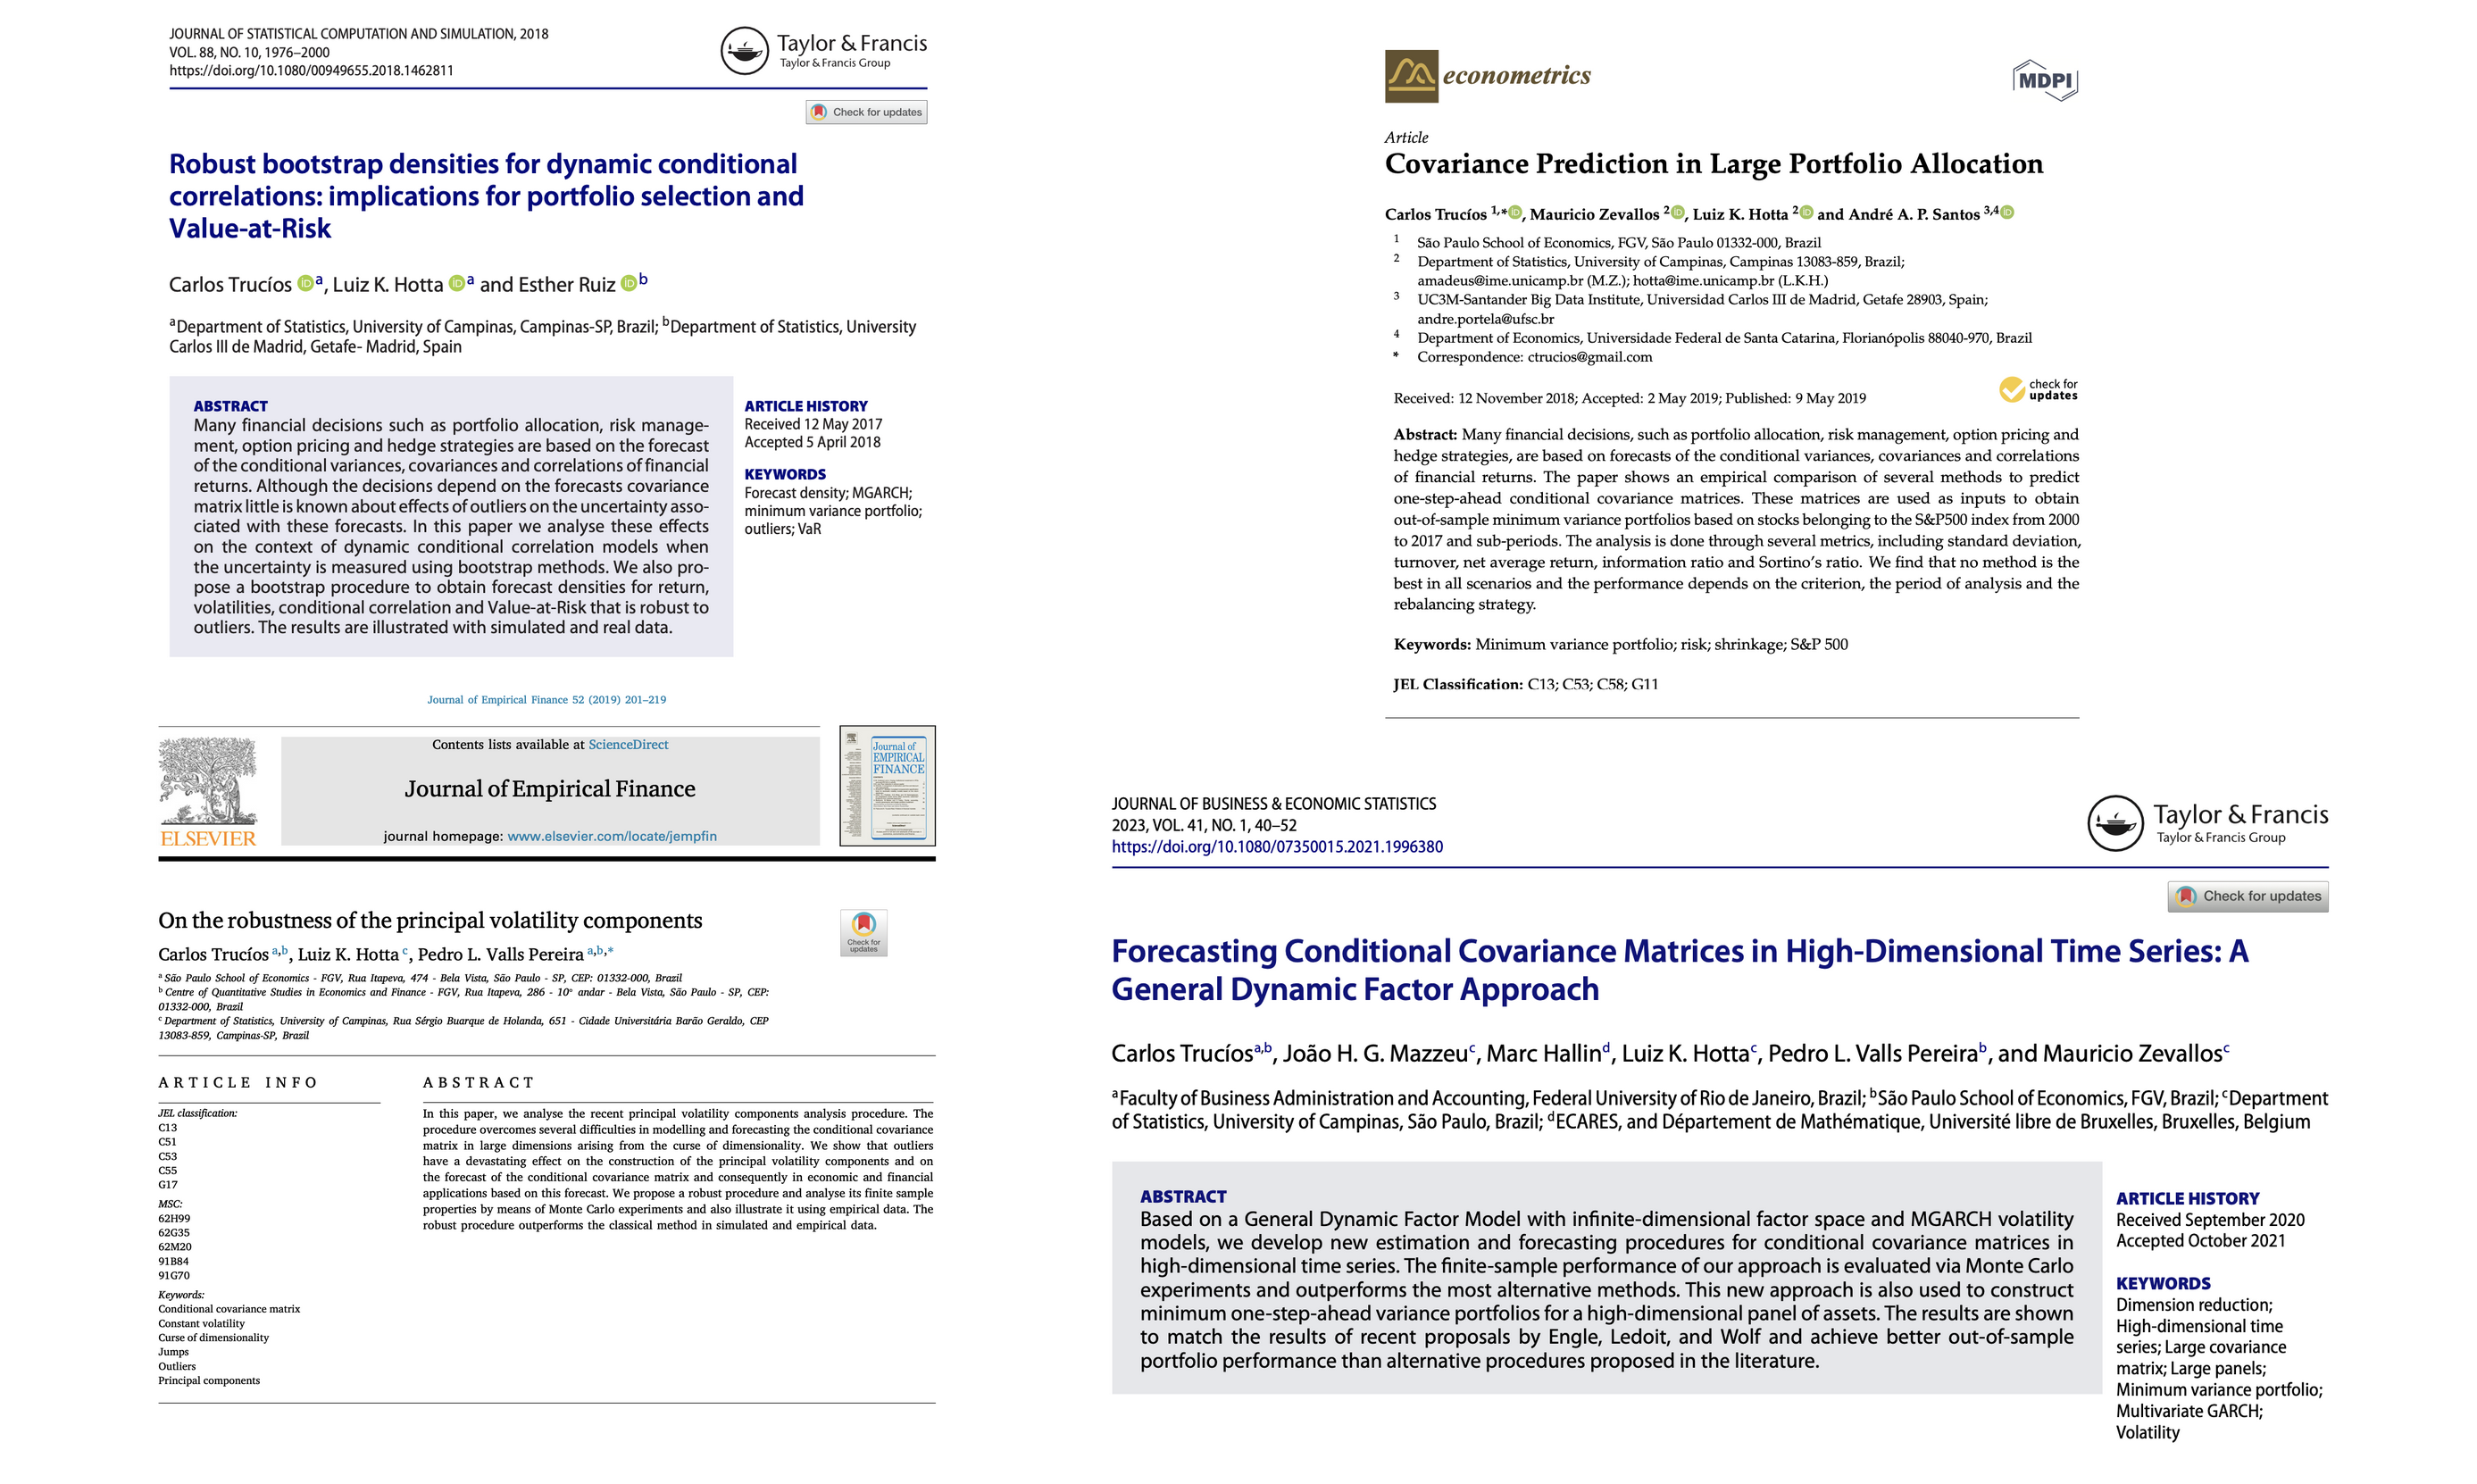 JOURNAL OF STATISTICAL COMPUTATION AND SIMULATION, 2018
VOL. 88, NO. 10, 1976–2000
https://doi.org/10.1080/00949655.2018.1462811
Taylor & Francis
Taylor & Francis Group
Check for updates
Robust bootstrap densities for dynamic conditional
correlations: implications for portfolio selection and
Value-at-Risk
Carlos Trucíos a, Luiz K. Hotta a and Esther Ruiz b
aDepartment of Statistics, University of Campinas, Campinas-SP, Brazil; bDepartment of Statistics, University
Carlos III de Madrid, Getafe- Madrid, Spain
ABSTRACT
Many financial decisions such as portfolio allocation, risk manage-
ment, option pricing and hedge strategies are based on the forecast
of the conditional variances, covariances and correlations of financial
returns. Although the decisions depend on the forecasts covariance
matrix little is known about effects of outliers on the uncertainty asso-
ciated with these forecasts. In this paper we analyse these effects
on the context of dynamic conditional correlation models when
the uncertainty is measured using bootstrap methods. We also pro-
pose a bootstrap procedure to obtain forecast densities for return,
volatilities, conditional correlation and Value-at-Risk that is robust to
outliers. The results are illustrated with simulated and real data.
ARTICLE HISTORY
Received 12 May 2017
Accepted 5 April 2018
KEYWORDS
Forecast density; MGARCH;
minimum variance portfolio;
outliers; VaR
econometrics
MDPI
Article
Covariance Prediction in Large Portfolio Allocation
Carlos Trucíos 1,*, Mauricio Zevallos 2, Luiz K. Hotta 2 and André A. P. Santos 3,4
1 São Paulo School of Economics, FGV, São Paulo 01332-000, Brazil
2 Department of Statistics, University of Campinas, Campinas 13083-859, Brazil;
amadeus@ime.unicamp.br (M.Z.); hotta@ime.unicamp.br (L.K.H.)
3 UC3M-Santander Big Data Institute, Universidad Carlos III de Madrid, Getafe 28903, Spain;
andre.portela@ufsc.br
4 Department of Economics, Universidade Federal de Santa Catarina, Florianópolis 88040-970, Brazil
* Correspondence: ctrucios@gmail.com
Received: 12 November 2018; Accepted: 2 May 2019; Published: 9 May 2019
check for
updates
Abstract: Many financial decisions, such as portfolio allocation, risk management, option pricing and
hedge strategies, are based on forecasts of the conditional variances, covariances and correlations
of financial returns. The paper shows an empirical comparison of several methods to predict
one-step-ahead conditional covariance matrices. These matrices are used as inputs to obtain
out-of-sample minimum variance portfolios based on stocks belonging to the S&P500 index from 2000
to 2017 and sub-periods. The analysis is done through several metrics, including standard deviation,
turnover, net average return, information ratio and Sortino's ratio. We find that no method is the
best in all scenarios and the performance depends on the criterion, the period of analysis and the
rebalancing strategy.
Keywords: Minimum variance portfolio; risk; shrinkage; S&P 500
JEL Classification: C13; C53; C58; G11
Journal of Empirical Finance 52 (2019) 201–219
ELSEVIER
Contents lists available at ScienceDirect
Journal of Empirical Finance
journal homepage: www.elsevier.com/locate/jempfin
Journal of
EMPIRICAL
FINANCE
On the robustness of the principal volatility components
Check for
updates
Carlos Trucíos a,b, Luiz K. Hotta c, Pedro L. Valls Pereira a,b,*
a São Paulo School of Economics - FGV, Rua Itapeva, 474 - Bela Vista, São Paulo - SP, CEP: 01332-000, Brazil
b Centre of Quantitative Studies in Economics and Finance - FGV, Rua Itapeva, 286 - 10° andar - Bela Vista, São Paulo - SP, CEP:
01332-000, Brazil
c Department of Statistics, University of Campinas, Rua Sérgio Buarque de Holanda, 651 - Cidade Universitária Barão Geraldo, CEP
13083-859, Campinas-SP, Brazil
ARTICLE INFO
JEL classification:
C13
C51
C53
C55
G17
MSC:
62H99
62G35
62M20
91B84
91G70
Keywords:
Conditional covariance matrix
Constant volatility
Curse of dimensionality
Jumps
Outliers
Principal components
ABSTRACT
In this paper, we analyse the recent principal volatility components analysis procedure. The
procedure overcomes several difficulties in modelling and forecasting the conditional covariance
matrix in large dimensions arising from the curse of dimensionality. We show that outliers
have a devastating effect on the construction of the principal volatility components and on
the forecast of the conditional covariance matrix and consequently in economic and financial
applications based on this forecast. We propose a robust procedure and analyse its finite sample
properties by means of Monte Carlo experiments and also illustrate it using empirical data. The
robust procedure outperforms the classical method in simulated and empirical data.
JOURNAL OF BUSINESS & ECONOMIC STATISTICS
2023, VOL. 41, NO. 1, 40–52
https://doi.org/10.1080/07350015.2021.1996380
Taylor & Francis
Taylor & Francis Group
Check for updates
Forecasting Conditional Covariance Matrices in High-Dimensional Time Series: A
General Dynamic Factor Approach
Carlos Trucíosa,b, João H. G. Mazzeuc, Marc Hallind, Luiz K. Hottac, Pedro L. Valls Pereirab, and Mauricio Zevallosc
aFaculty of Business Administration and Accounting, Federal University of Rio de Janeiro, Brazil; bSão Paulo School of Economics, FGV, Brazil; cDepartment
of Statistics, University of Campinas, São Paulo, Brazil; dECARES, and Département de Mathématique, Université libre de Bruxelles, Bruxelles, Belgium
ABSTRACT
Based on a General Dynamic Factor Model with infinite-dimensional factor space and MGARCH volatility
models, we develop new estimation and forecasting procedures for conditional covariance matrices in
high-dimensional time series. The finite-sample performance of our approach is evaluated via Monte Carlo
experiments and outperforms the most alternative methods. This new approach is also used to construct
minimum one-step-ahead variance portfolios for a high-dimensional panel of assets. The results are shown
to match the results of recent proposals by Engle, Ledoit, and Wolf and achieve better out-of-sample
portfolio performance than alternative procedures proposed in the literature.
ARTICLE HISTORY
Received September 2020
Accepted October 2021
KEYWORDS
Dimension reduction;
High-dimensional time
series; Large covariance
matrix; Large panels;
Minimum variance portfolio;
Multivariate GARCH;
Volatility